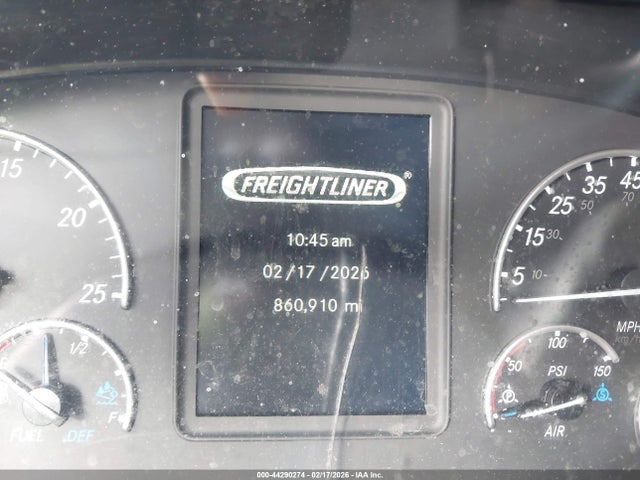 FREIGHTLINER®
10:45 am
02/17/2026
860,910 mi
15
20
25
1/2
F
FUEL
DEF
5
15
25
35
45
10
30
50
70
MPH
km/h
50
100
150
PSI
P
S
AIR
000-44290274 - 02/17/2026 - IAA Inc.